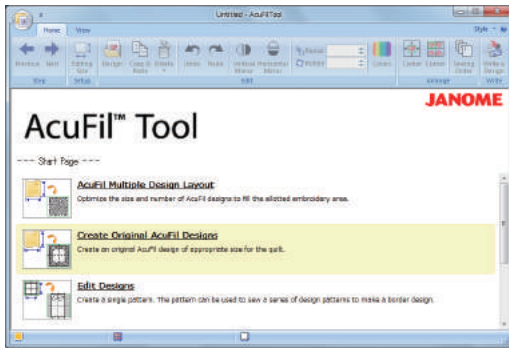 Untitled - AcuFilTool
Home View Style
Previous Next Editing Size Design Copy & Paste Delete Undo Redo Vertical Mirror Horizontal Mirror Rotate Colors Center Corner Sewing Order Write a Design
Step Setup Edit Arrange Write
JANOME
AcuFil™ Tool
--- Start Page ---
AcuFil Multiple Design Layout
Optimize the size and number of AcuFil designs to fill the allotted embroidery area.
Create Original AcuFil Designs
Create an original AcuFil design of appropriate size for the quilt.
Edit Designs
Create a single pattern. The pattern can be used to sew a series of design patterns to make a border design.